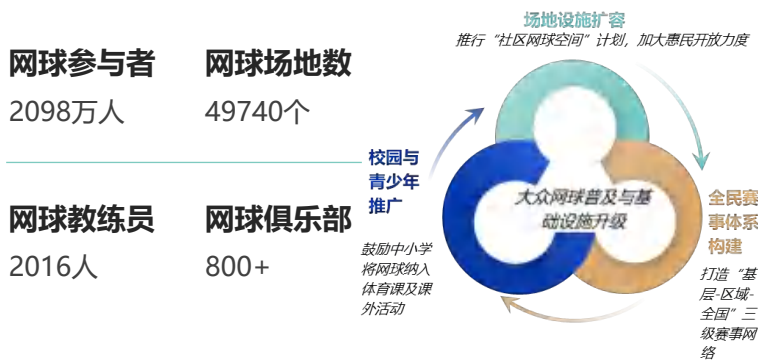 网球参与者
2098万人
网球场地数
49740个
网球教练员
2016人
网球俱乐部
800+
场地设施扩容
推行“社区网球空间”计划，加大惠民开放力度
校园与
青少年
推广
鼓励中小学
将网球纳入
体育课及课
外活动
大众网球普及与基
础设施升级
全民赛
事体系
构建
打造“基
层-区域-
全国”三
级赛事网
络